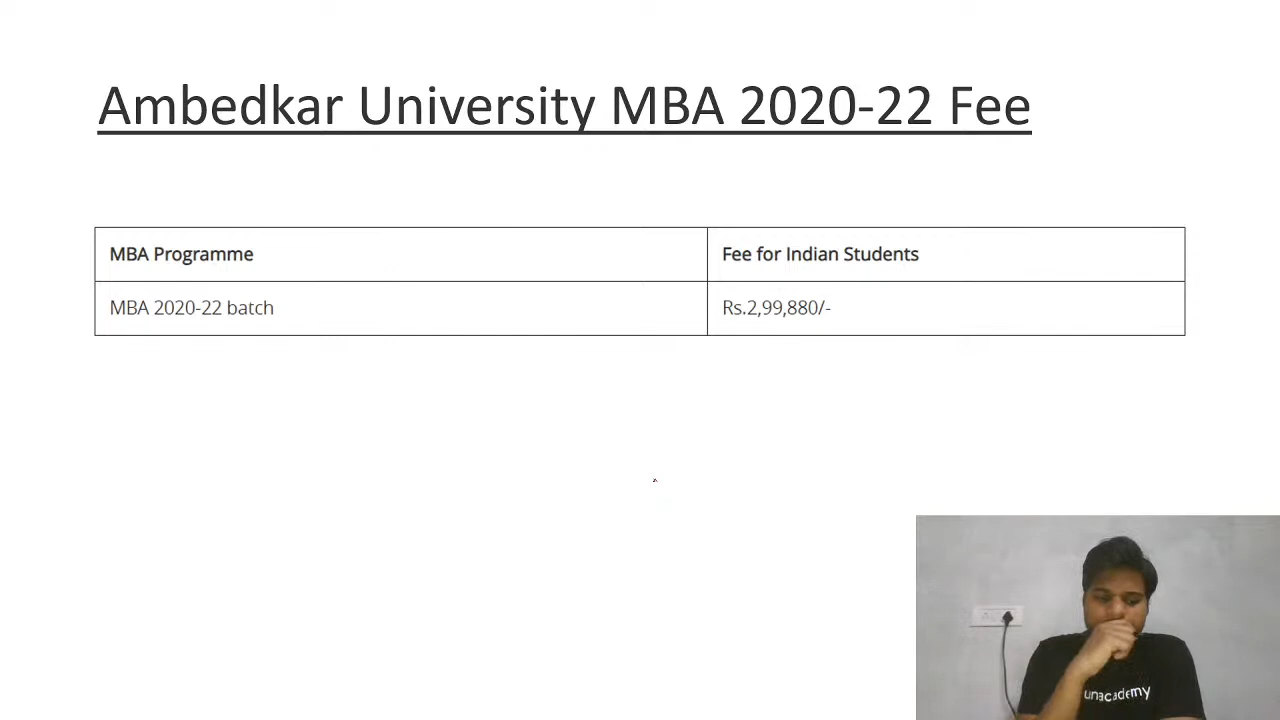 Ambedkar University MBA 2020-22 Fee
MBA Programme
Fee for Indian Students
MBA 2020-22 batch
Rs.2,99,880/-
unacademy